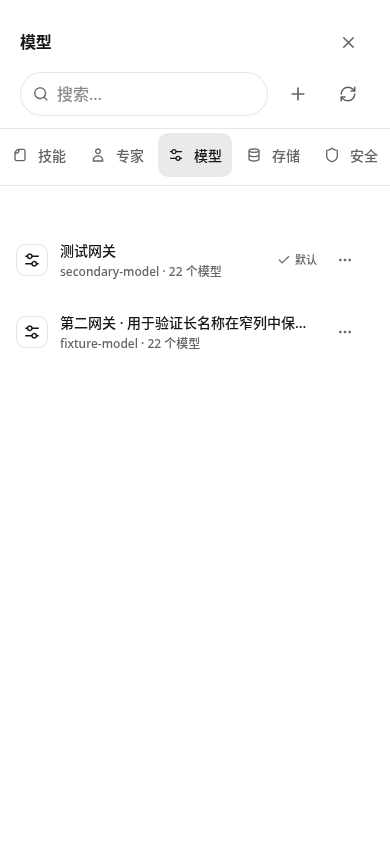 模型
搜索...
技能 专家 模型 存储 安全
测试网关
secondary-model · 22 个模型
默认
第二网关 · 用于验证长名称在窄列中保...
fixture-model · 22 个模型